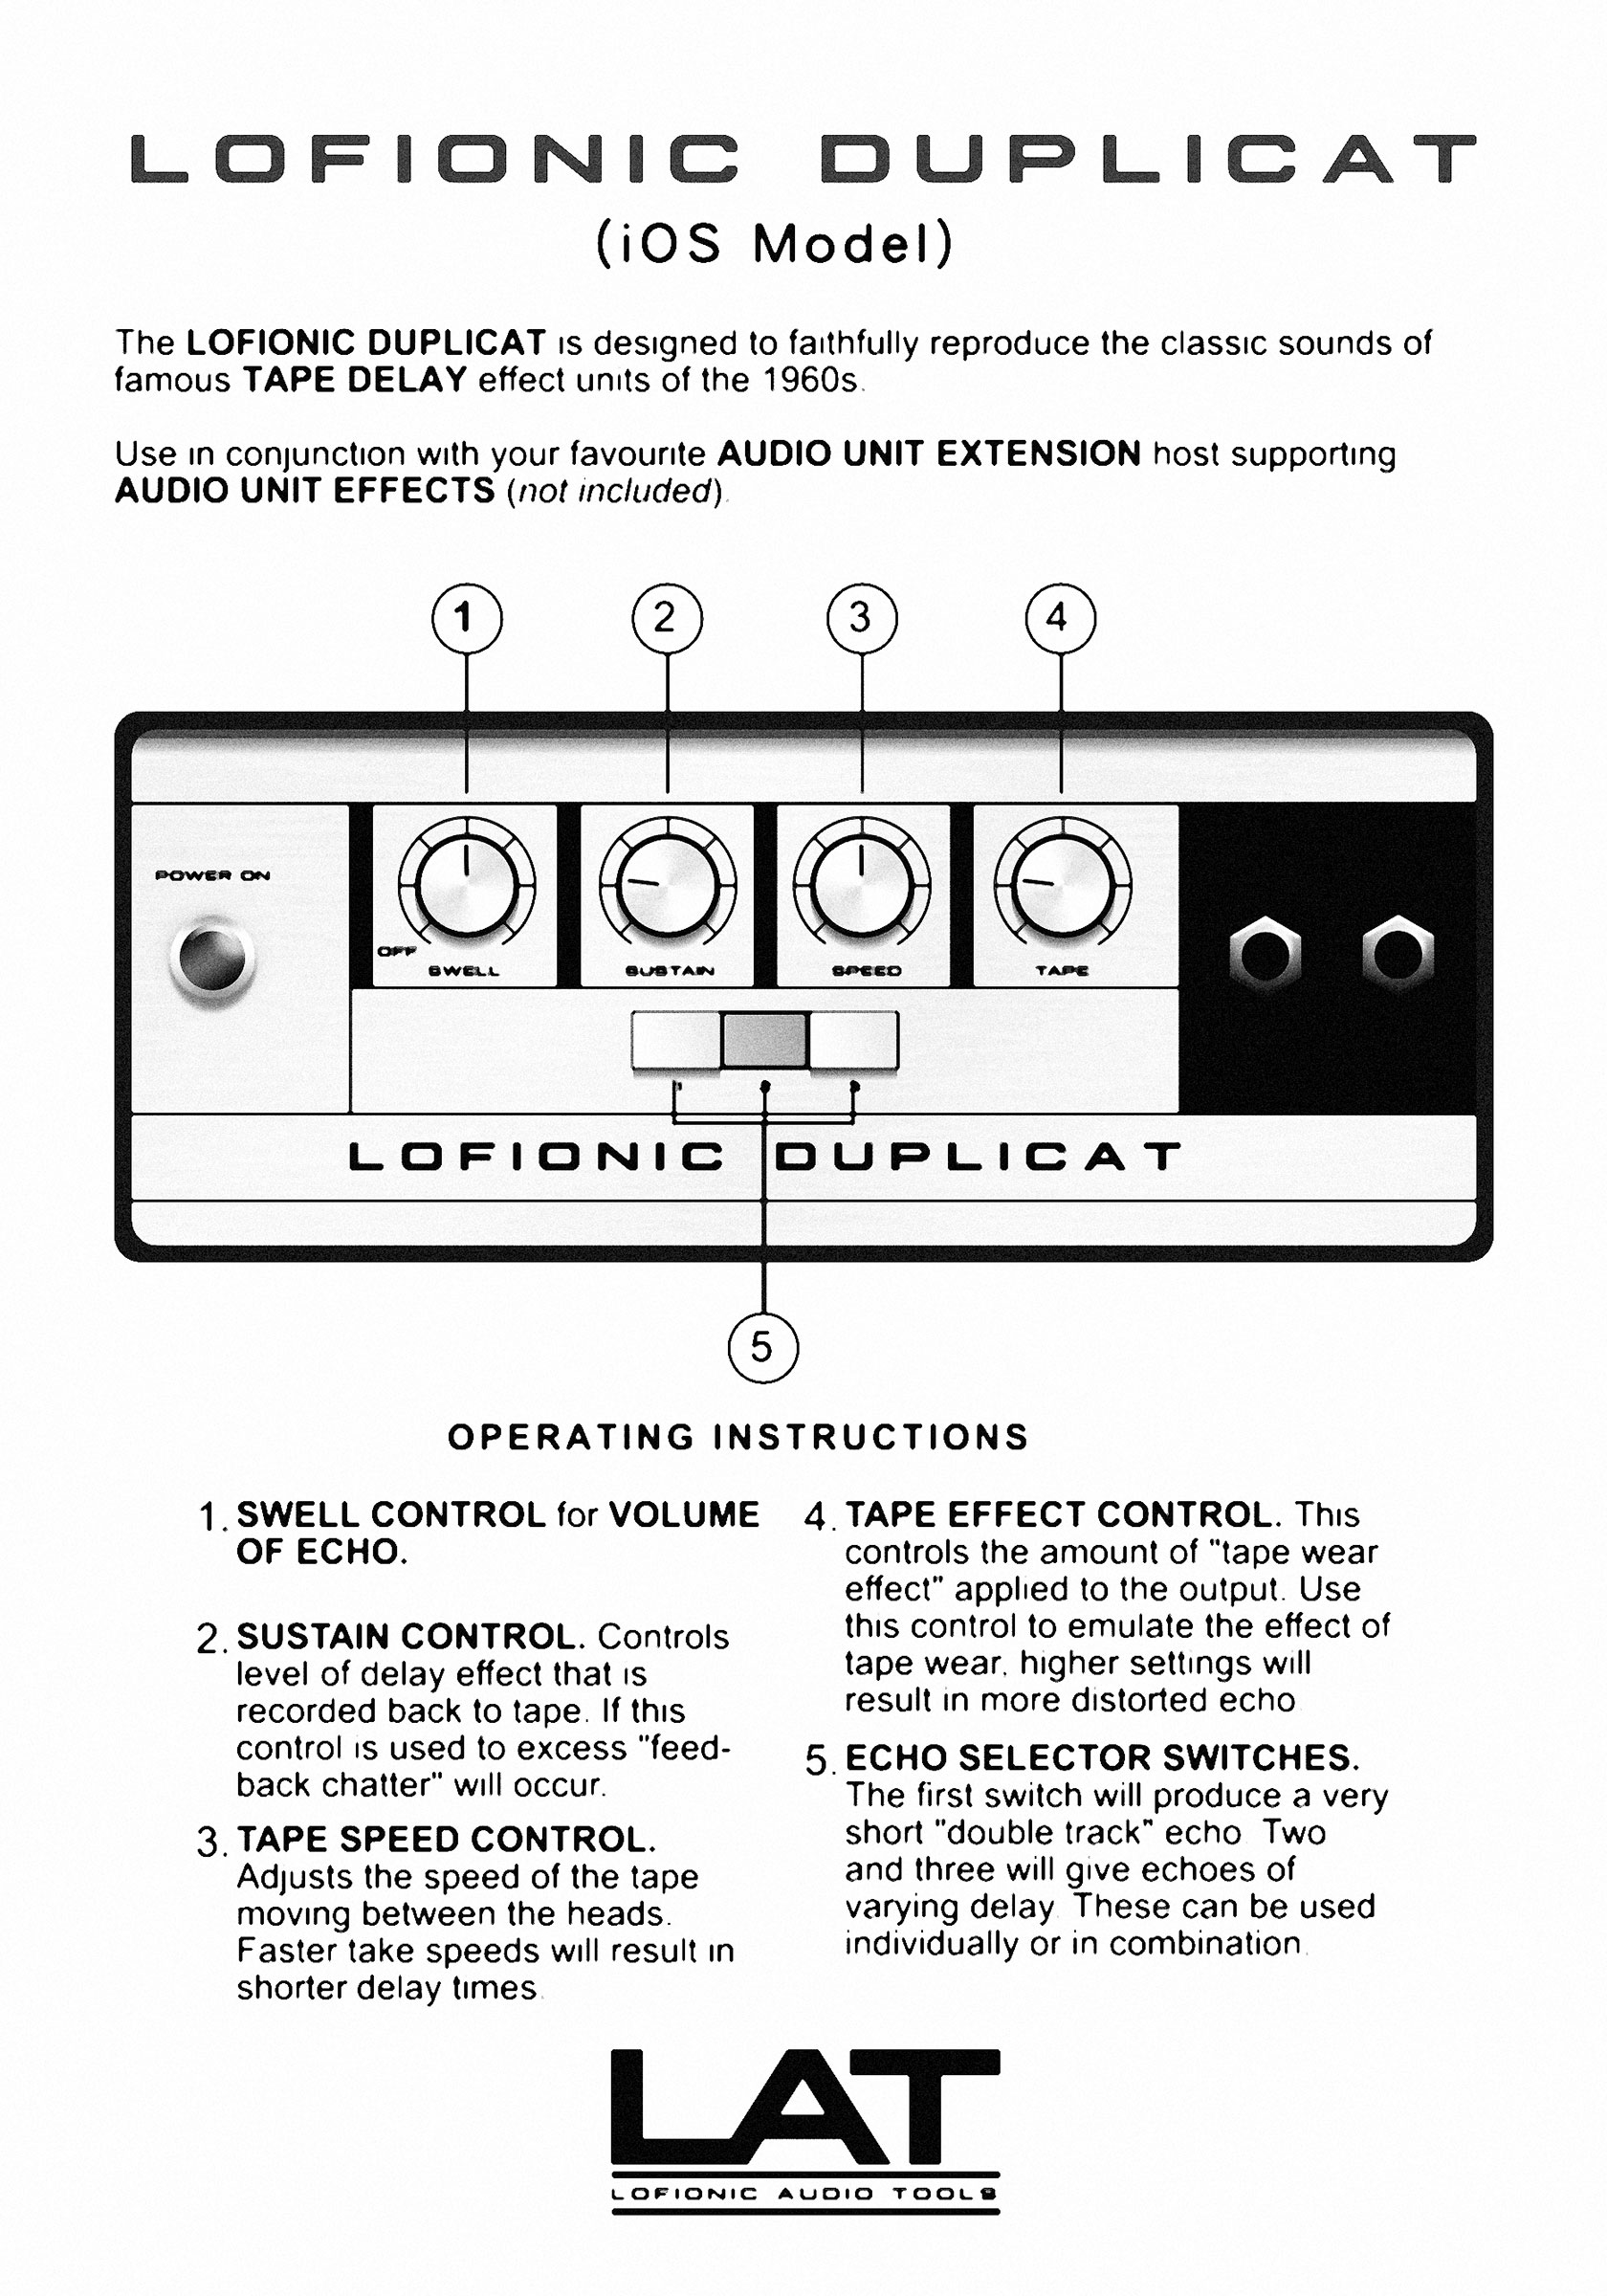 LOFIONIC DUPLICAT
(iOS Model)
The LOFIONIC DUPLICAT is designed to faithfully reproduce the classic sounds of
famous TAPE DELAY effect units of the 1960s.
Use in conjunction with your favourite AUDIO UNIT EXTENSION host supporting
AUDIO UNIT EFFECTS (not included).
1 2 3 4
POWER ON
OFF
SWELL SUSTAIN SPEED TAPE
LOFIONIC DUPLICAT
5
OPERATING INSTRUCTIONS
1. SWELL CONTROL for VOLUME
OF ECHO.
2. SUSTAIN CONTROL. Controls
level of delay effect that is
recorded back to tape. If this
control is used to excess "feed-
back chatter" will occur.
3. TAPE SPEED CONTROL.
Adjusts the speed of the tape
moving between the heads.
Faster take speeds will result in
shorter delay times.
4. TAPE EFFECT CONTROL. This
controls the amount of "tape wear
effect" applied to the output. Use
this control to emulate the effect of
tape wear, higher settings will
result in more distorted echo
5. ECHO SELECTOR SWITCHES.
The first switch will produce a very
short "double track" echo. Two
and three will give echoes of
varying delay. These can be used
individually or in combination.
LAT
LOFIONIC AUDIO TOOLS